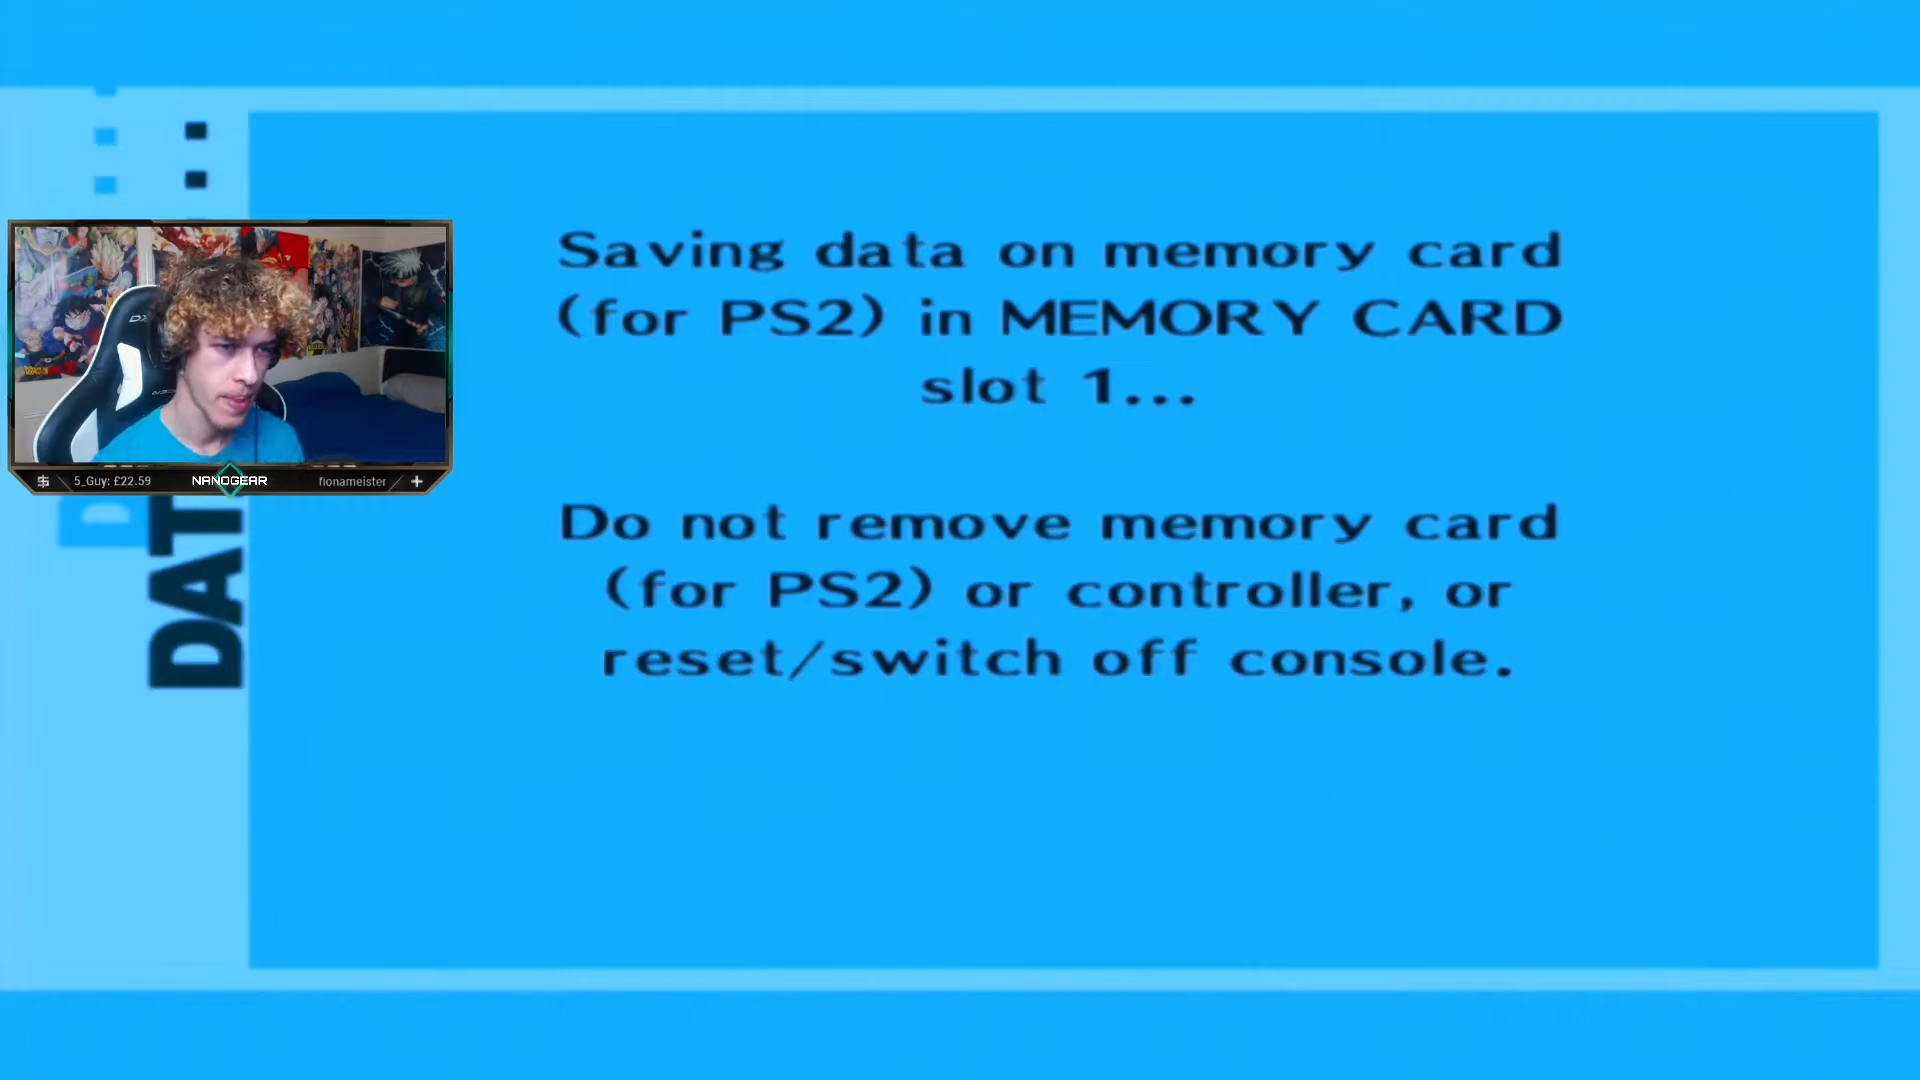 Saving data on memory card
(for PS2) in MEMORY CARD
slot 1...
Do not remove memory card
(for PS2) or controller, or
reset/switch off console.
DAT
5_Guy: £22.59
NANOGEAR
fionameister